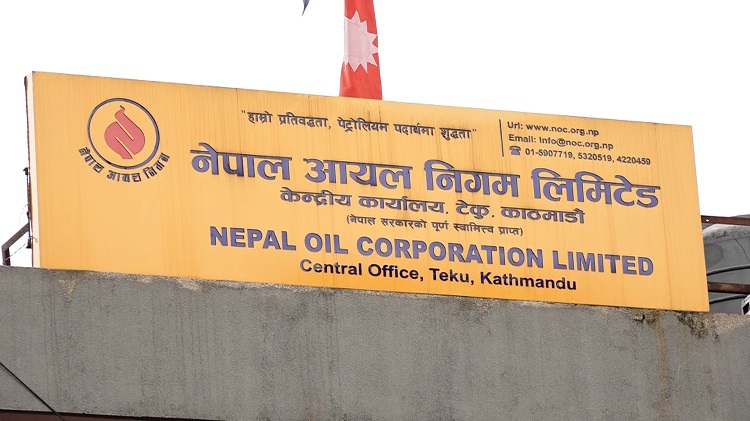 "हाम्रो प्रतिवद्धता, पेट्रोलियम पदार्थमा शुद्धता"
Url: www.noc.org.np
Email: info@noc.org.np
☎ 01-5907719, 5320519, 4220459
नेपाल आयल निगम
नेपाल आयल निगम लिमिटेड
केन्द्रीय कार्यालय, टेकु, काठमाडौ
(नेपाल सरकारको पूर्ण स्वामित्त्व प्राप्त)
NEPAL OIL CORPORATION LIMITED
Central Office, Teku, Kathmandu